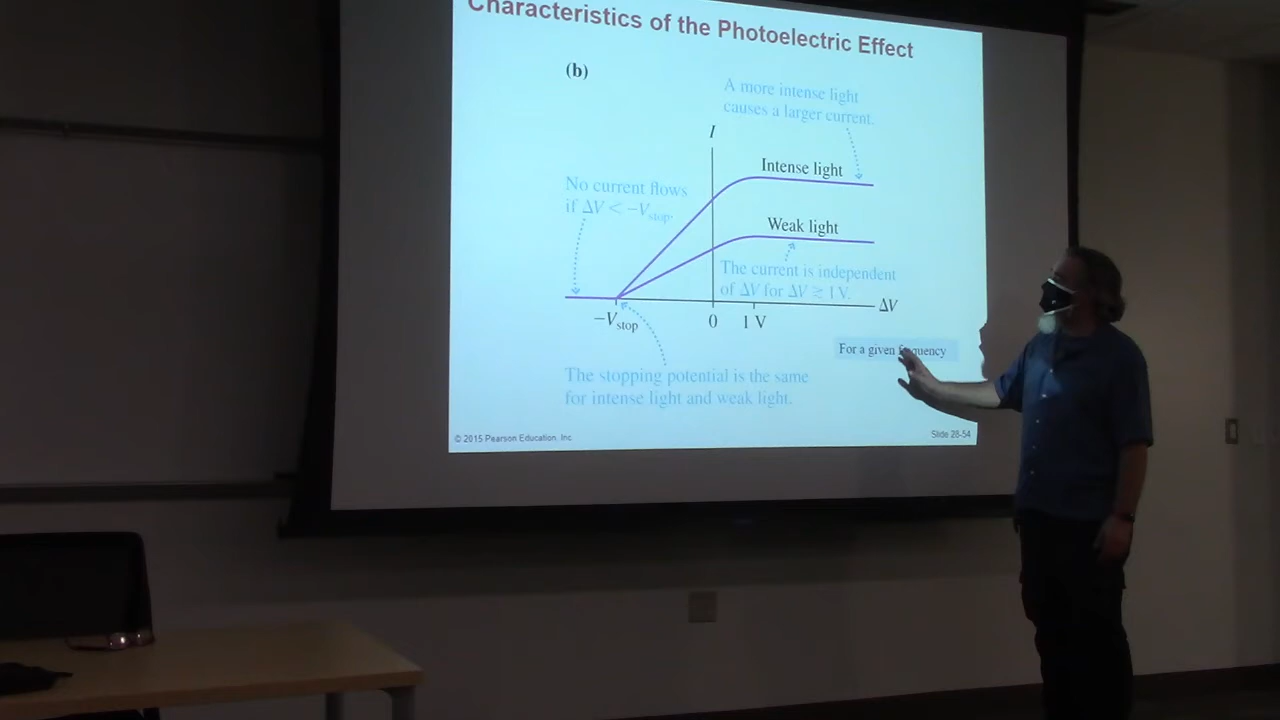 Characteristics of the Photoelectric Effect
(b)
A more intense light
causes a larger current.
I
Intense light
No current flows
if ΔV < −Vstop.
Weak light
The current is independent
of ΔV for ΔV ≳ 1 V.
ΔV
−Vstop
0
1 V
For a given frequency
The stopping potential is the same
for intense light and weak light.
© 2015 Pearson Education, Inc.
Slide 28-54